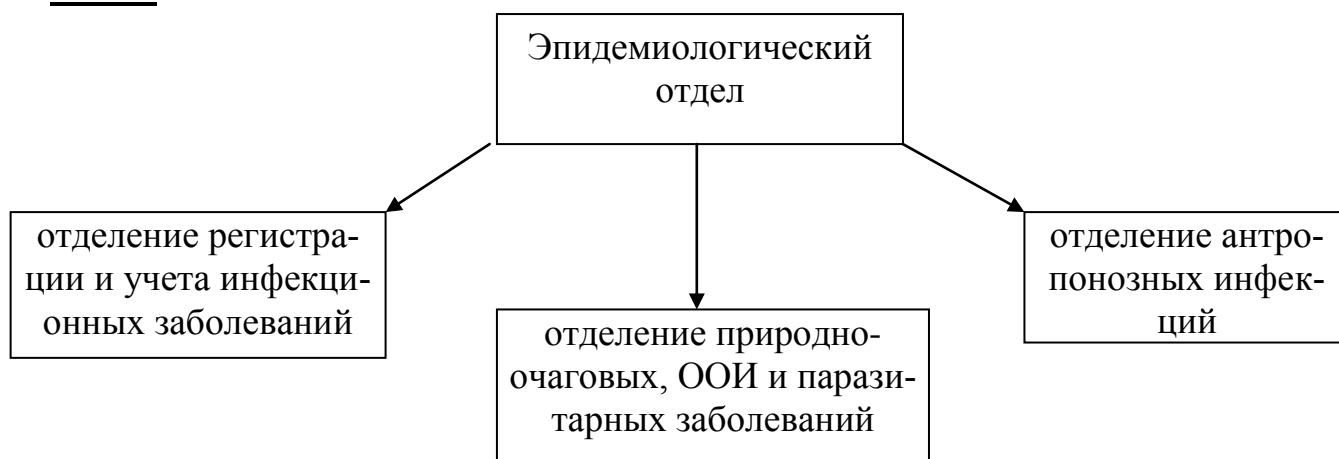 Эпидемиологический
отдел
отделение регистра-
ции и учета инфекци-
онных заболеваний
отделение природно-
очаговых, ООИ и парази-
тарных заболеваний
отделение антро-
понозных инфек-
ций